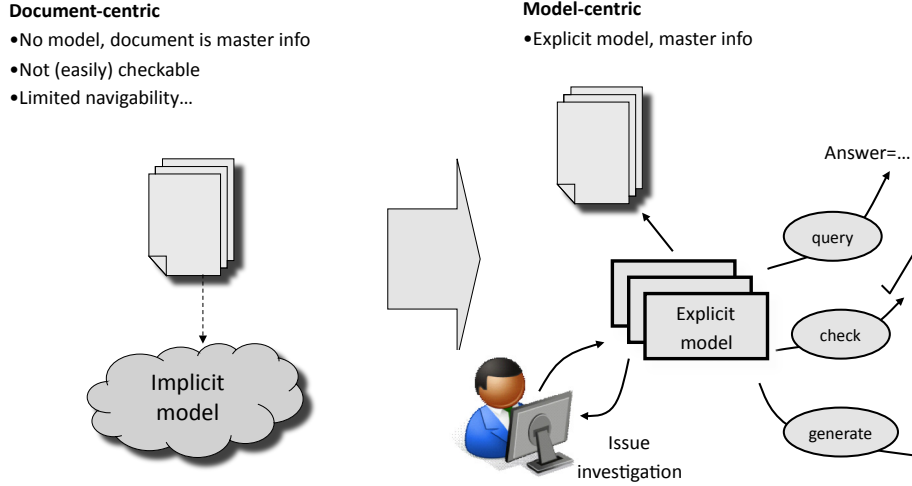 Document-centric
•No model, document is master info
•Not (easily) checkable
•Limited navigability…
Implicit
model
Model-centric
•Explicit model, master info
Answer=...
query
Explicit
model
check
generate
Issue
investigation